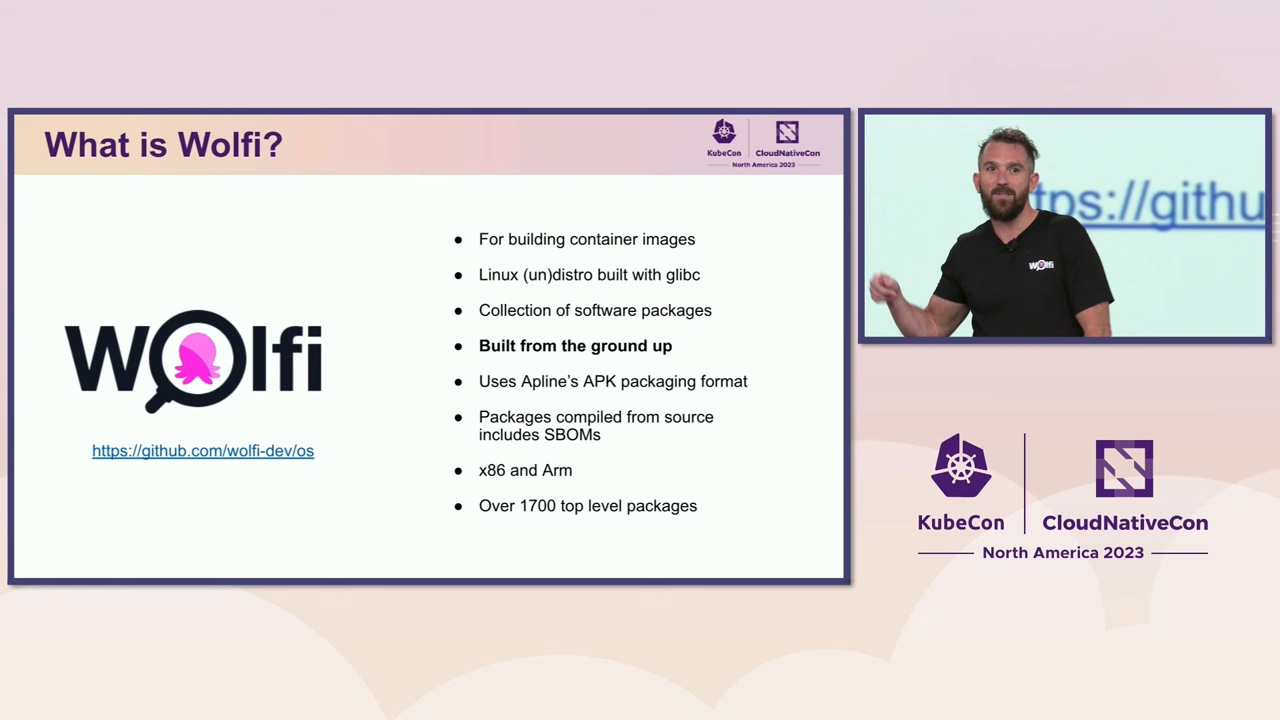 What is Wolfi?
KubeCon
CloudNativeCon
North America 2023
Wolfi
https://github.com/wolfi-dev/os
● For building container images
● Linux (un)distro built with glibc
● Collection of software packages
● Built from the ground up
● Uses Apline’s APK packaging format
● Packages compiled from source
includes SBOMs
● x86 and Arm
● Over 1700 top level packages
tps://githu
Wolfi
KubeCon
CloudNativeCon
North America 2023